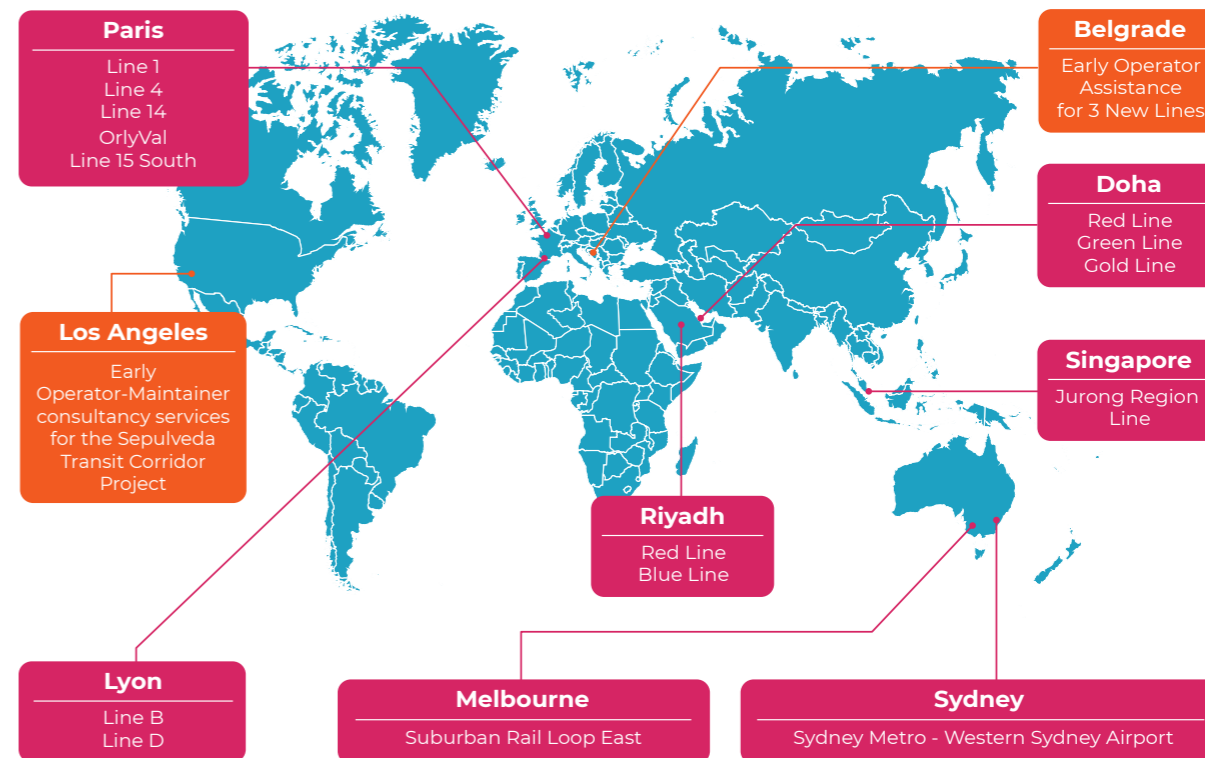 Paris
Line 1
Line 4
Line 14
OrlyVal
Line 15 South
Belgrade
Early Operator
Assistance
for 3 New Lines
Doha
Red Line
Green Line
Gold Line
Los Angeles
Early
Operator-Maintainer
consultancy services
for the Sepulveda
Transit Corridor
Project
Singapore
Jurong Region
Line
Riyadh
Red Line
Blue Line
Lyon
Line B
Line D
Melbourne
Suburban Rail Loop East
Sydney
Sydney Metro - Western Sydney Airport